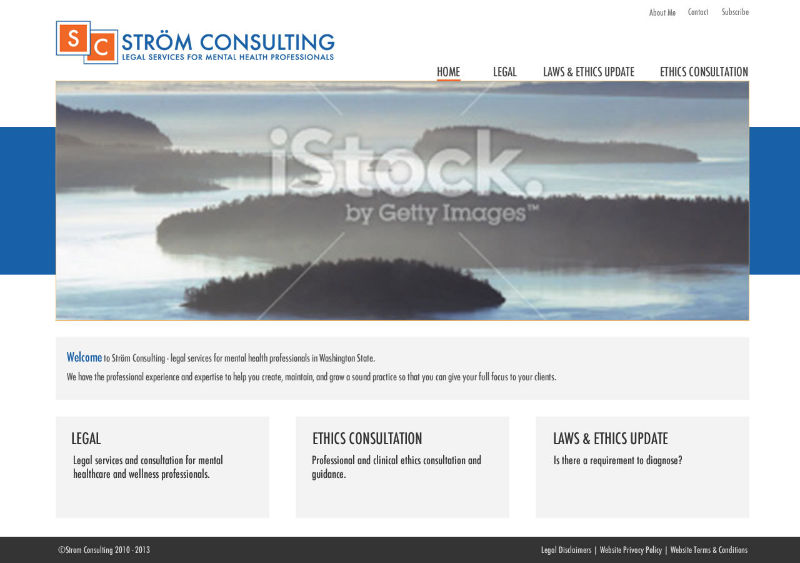 About Me Contact Subscribe
S C STRÖM CONSULTING
LEGAL SERVICES FOR MENTAL HEALTH PROFESSIONALS
HOME LEGAL LAWS & ETHICS UPDATE ETHICS CONSULTATION
iStock.
by Getty Images™
Welcome to Ström Consulting - legal services for mental health professionals in Washington State.
We have the professional experience and expertise to help you create, maintain, and grow a sound practice so that you can give your full focus to your clients.
LEGAL
Legal services and consultation for mental
healthcare and wellness professionals.
ETHICS CONSULTATION
Professional and clinical ethics consultation and
guidance.
LAWS & ETHICS UPDATE
Is there a requirement to diagnose?
©Strom Consulting 2010 - 2013 Legal Disclaimers | Website Privacy Policy | Website Terms & Conditions